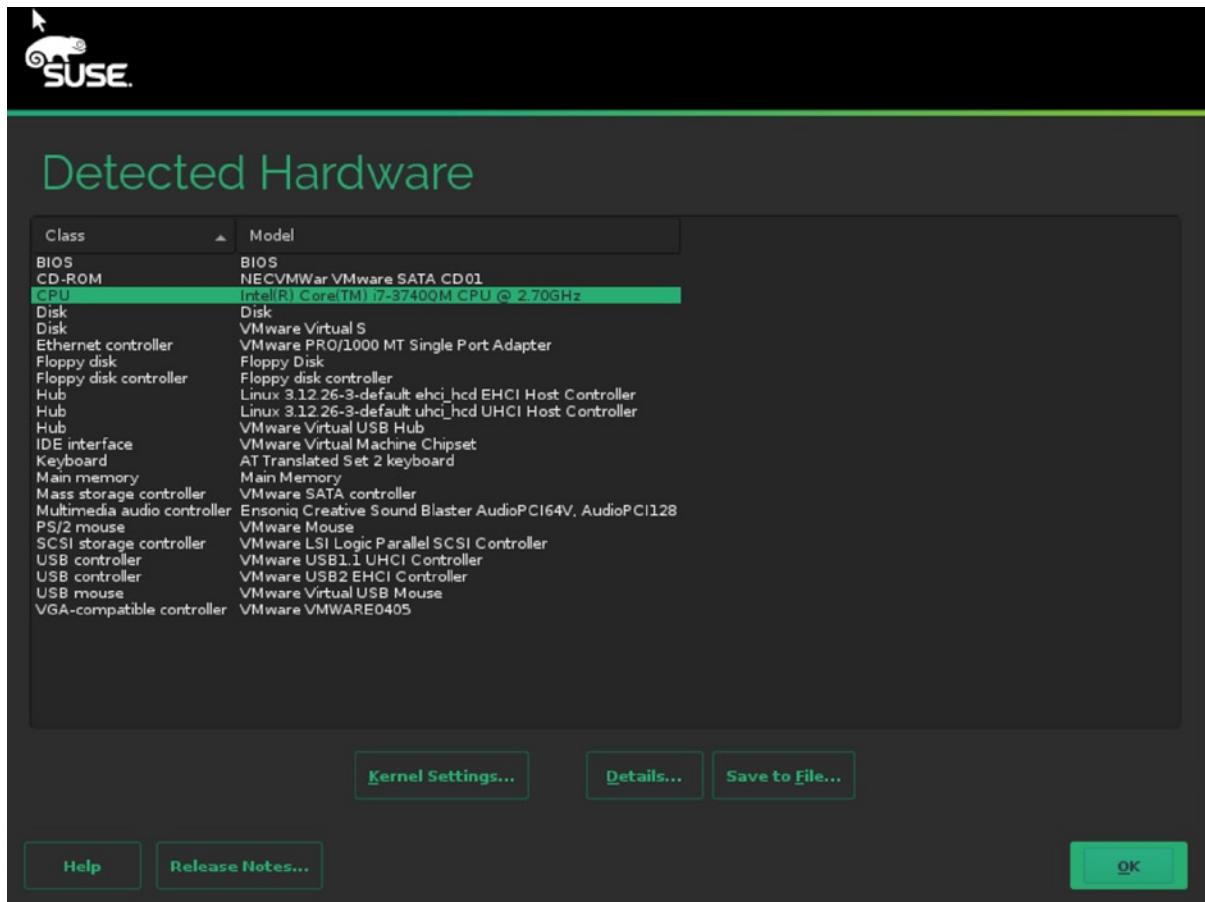 SUSE.
Detected Hardware
Class Model
BIOS BIOS
CD-ROM NECVMWar VMware SATA CD01
CPU Intel(R) Core(TM) i7-3740QM CPU @ 2.70GHz
Disk Disk
Disk VMware Virtual S
Ethernet controller VMware PRO/1000 MT Single Port Adapter
Floppy disk Floppy Disk
Floppy disk controller Floppy disk controller
Hub Linux 3.12.26-3-default ehci_hcd EHCI Host Controller
Hub Linux 3.12.26-3-default uhci_hcd UHCI Host Controller
Hub VMware Virtual USB Hub
IDE interface VMware Virtual Machine Chipset
Keyboard AT Translated Set 2 keyboard
Main memory Main Memory
Mass storage controller VMware SATA controller
Multimedia audio controller Ensoniq Creative Sound Blaster AudioPCI64V, AudioPCI128
PS/2 mouse VMware Mouse
SCSI storage controller VMware LSI Logic Parallel SCSI Controller
USB controller VMware USB1.1 UHCI Controller
USB controller VMware USB2 EHCI Controller
USB mouse VMware Virtual USB Mouse
VGA-compatible controller VMware VMWARE0405
Kernel Settings... Details... Save to File...
Help Release Notes... OK